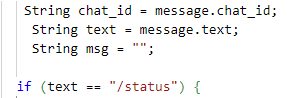 String chat_id = message.chat_id;
String text = message.text;
String msg = "";
if (text == "/status") {